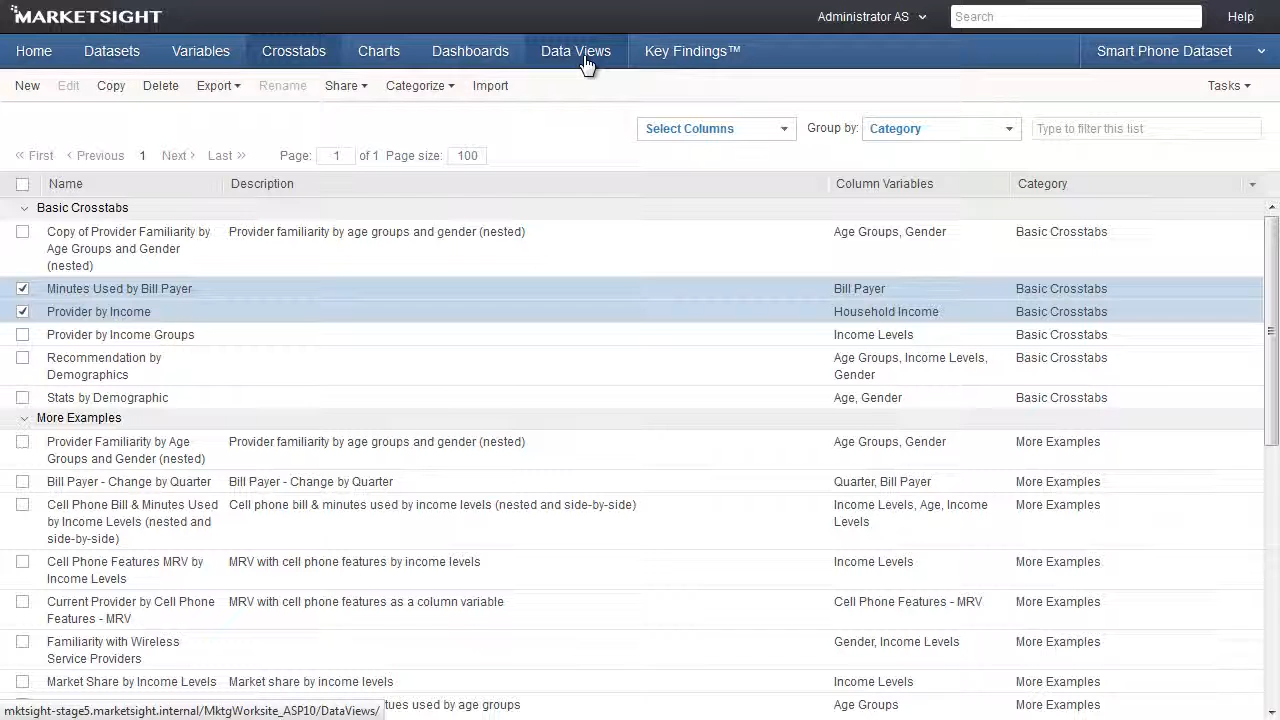 MARKETSIGHT
Administrator AS
Search
Help
Home Datasets Variables Crosstabs Charts Dashboards Data Views Key Findings™ Smart Phone Dataset
New Edit Copy Delete Export Rename Share Categorize Import Tasks
Select Columns Group by: Category Type to filter this list
First Previous 1 Next Last Page: 1 of 1 Page size: 100
Name Description Column Variables Category
Basic Crosstabs
Copy of Provider Familiarity by Provider familiarity by age groups and gender (nested) Age Groups, Gender Basic Crosstabs
Age Groups and Gender
(nested)
Minutes Used by Bill Payer Bill Payer Basic Crosstabs
Provider by Income Household Income Basic Crosstabs
Provider by Income Groups Income Levels Basic Crosstabs
Recommendation by Age Groups, Income Levels, Basic Crosstabs
Demographics Gender
Stats by Demographic Age, Gender Basic Crosstabs
More Examples
Provider Familiarity by Age Provider familiarity by age groups and gender (nested) Age Groups, Gender More Examples
Groups and Gender (nested)
Bill Payer - Change by Quarter Bill Payer - Change by Quarter Quarter, Bill Payer More Examples
Cell Phone Bill & Minutes Used Cell phone bill & minutes used by income levels (nested and side-by-side) Income Levels, Age, Income More Examples
by Income Levels (nested and Levels
side-by-side)
Cell Phone Features MRV by MRV with cell phone features by income levels Income Levels More Examples
Income Levels
Current Provider by Cell Phone MRV with cell phone features as a column variable Cell Phone Features - MRV More Examples
Features - MRV
Familiarity with Wireless Gender, Income Levels More Examples
Service Providers
Market Share by Income Levels Market share by income levels Income Levels More Examples
used by age groups Age Groups More Examples
mktsight-stage5.marketsight.internal/MktgWorksite_ASP10/DataViews/